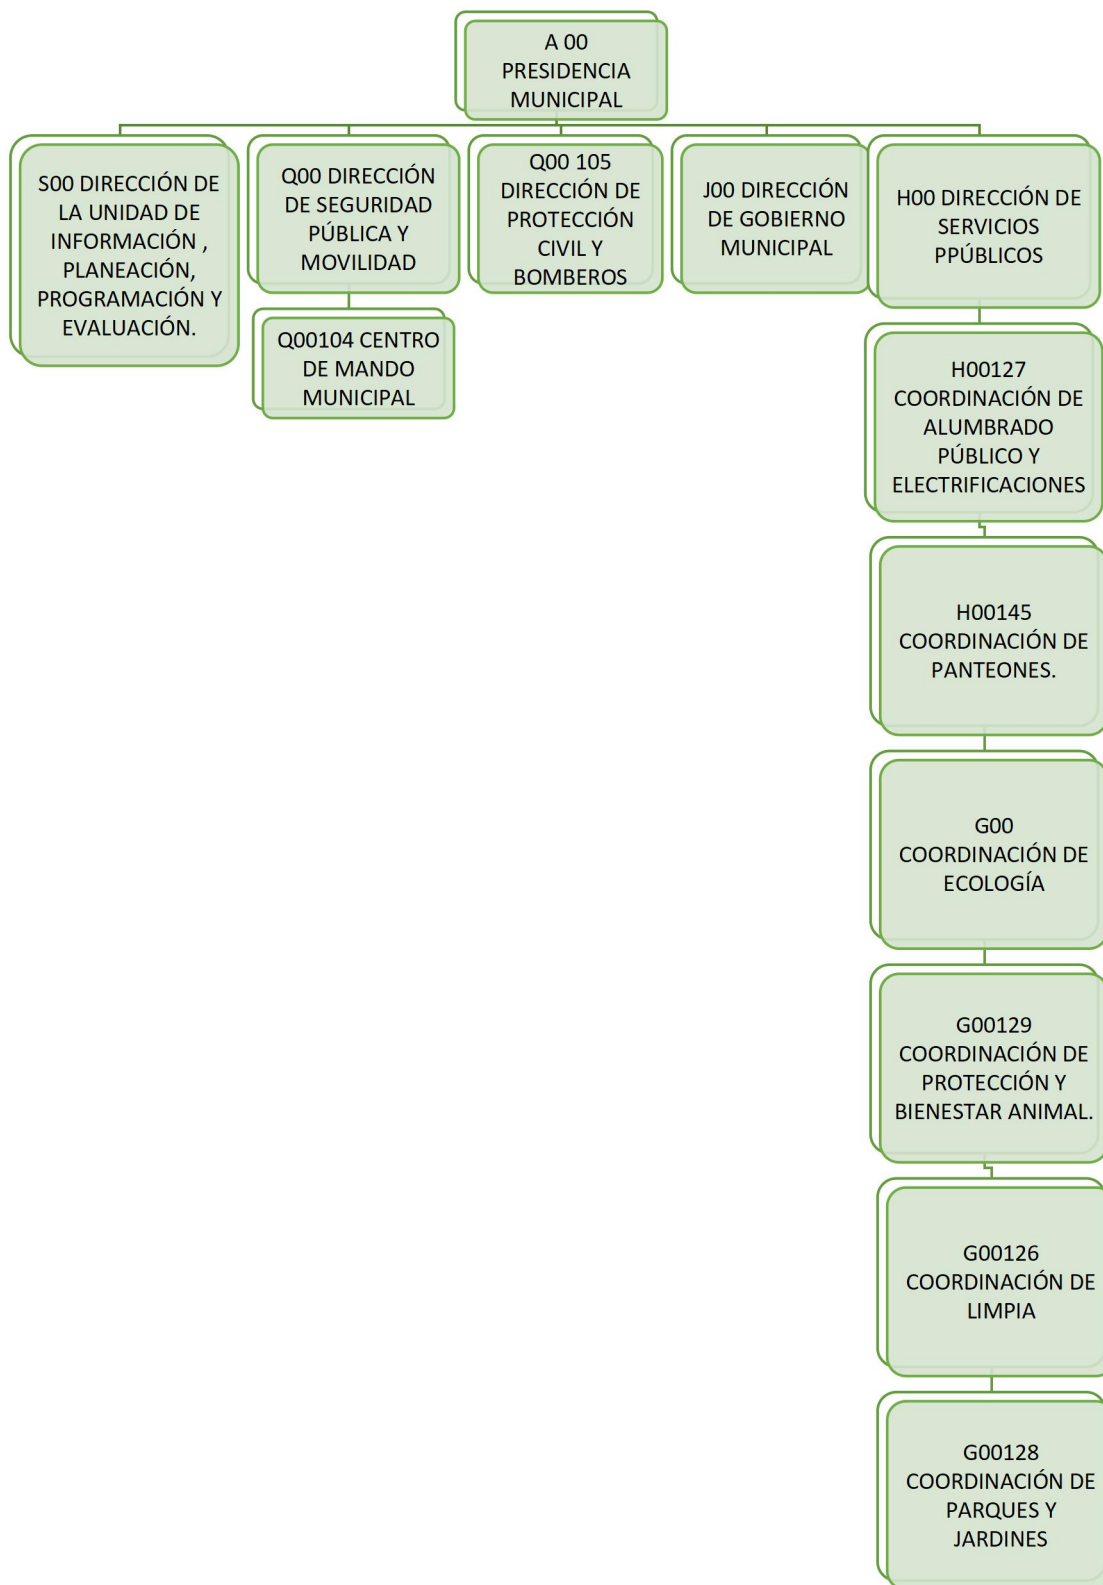 A 00
PRESIDENCIA
MUNICIPAL
S00 DIRECCIÓN DE
LA UNIDAD DE
INFORMACIÓN ,
PLANEACIÓN,
PROGRAMACIÓN Y
EVALUACIÓN.
Q00 DIRECCIÓN
DE SEGURIDAD
PÚBLICA Y
MOVILIDAD
Q00104 CENTRO
DE MANDO
MUNICIPAL
Q00 105
DIRECCIÓN DE
PROTECCIÓN
CIVIL Y
BOMBEROS
J00 DIRECCIÓN
DE GOBIERNO
MUNICIPAL
H00 DIRECCIÓN DE
SERVICIOS
PPÚBLICOS
H00127
COORDINACIÓN DE
ALUMBRADO
PÚBLICO Y
ELECTRIFICACIONES
H00145
COORDINACIÓN DE
PANTEONES.
G00
COORDINACIÓN DE
ECOLOGÍA
G00129
COORDINACIÓN DE
PROTECCIÓN Y
BIENESTAR ANIMAL.
G00126
COORDINACIÓN DE
LIMPIA
G00128
COORDINACIÓN DE
PARQUES Y
JARDINES